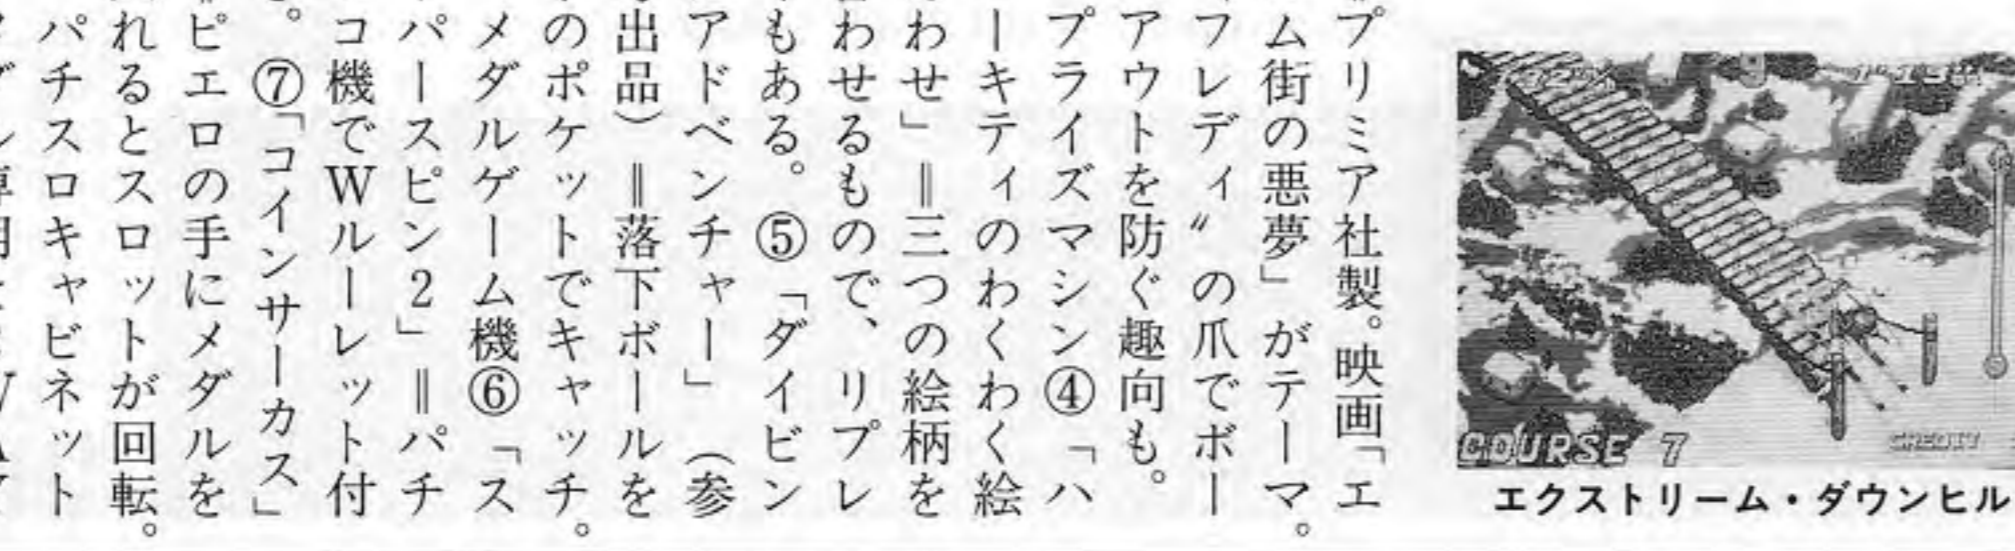 プリミア社製。映画「エ
ム街の悪夢」がテーマ。
フレディ〟の爪でボー
アウトを防ぐ趣向も。
プライズマシン④「ハ
ーキティのわくわく絵
わせ」＝三つの絵柄を
わせるもので、リプレ
もある。⑤「ダイビン
アドベンチャー」（参
出品）＝落下ボールを
のポケットでキャッチ。
メダルゲーム機⑥「ス
パースピン2」＝パチ
コ機でWルーレット付
。⑦「コインサーカス」
ピエロの手にメダルを
れるとスロットが回転。
パチスロキャビネット
COURSE 7
CREDIT
エクストリーム・ダウンヒル